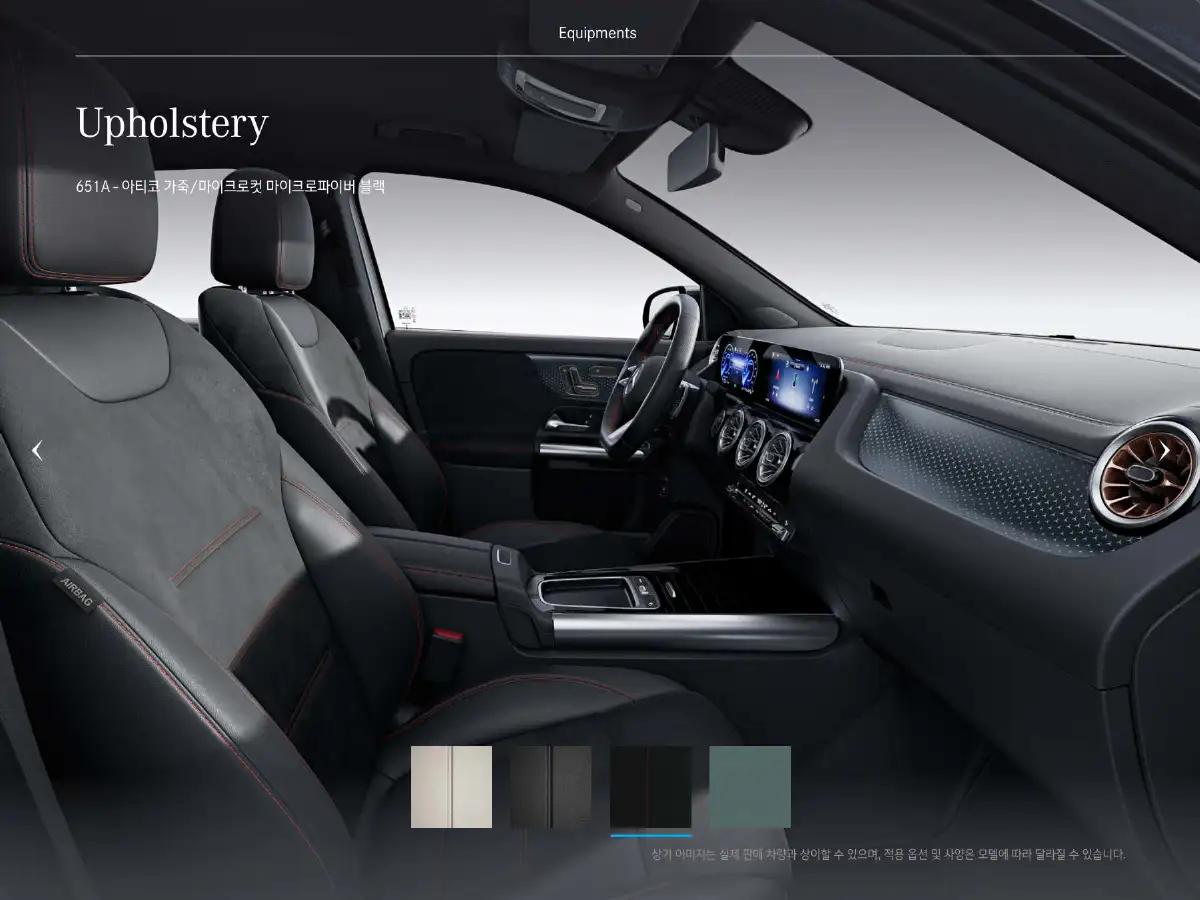 Equipments
Upholstery
651A - 아티코 가죽/마이크로컷 마이크로파이버 블랙
AIRBAG
상기 이미지는 실제 판매 차량과 상이할 수 있으며, 적용 옵션 및 사양은 모델에 따라 달라질 수 있습니다.